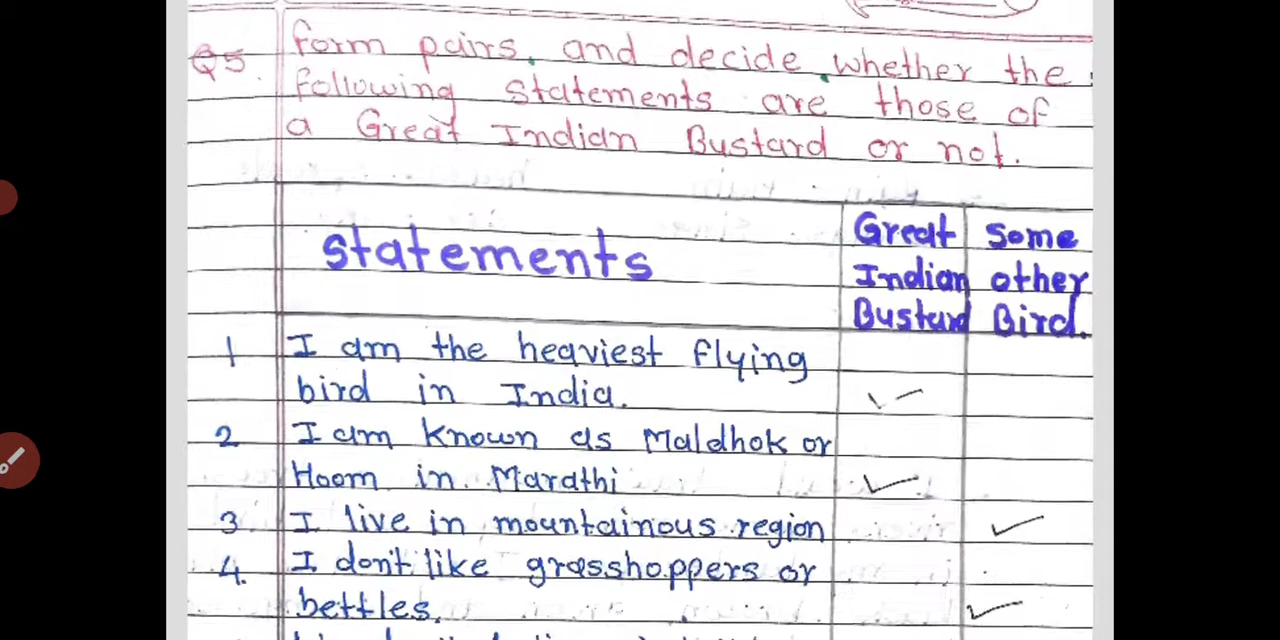 Q5. form pairs, and decide, whether the
following statements are those of
a Great Indian Bustard or not.
statements
Great
Indian
Bustard
some
other
Bird.
1 I am the heaviest flying
bird in India.
2 I am known as Maldhok or
Hoom in Marathi
3 I live in mountainous region
4. I don't like grasshoppers or
bettles.